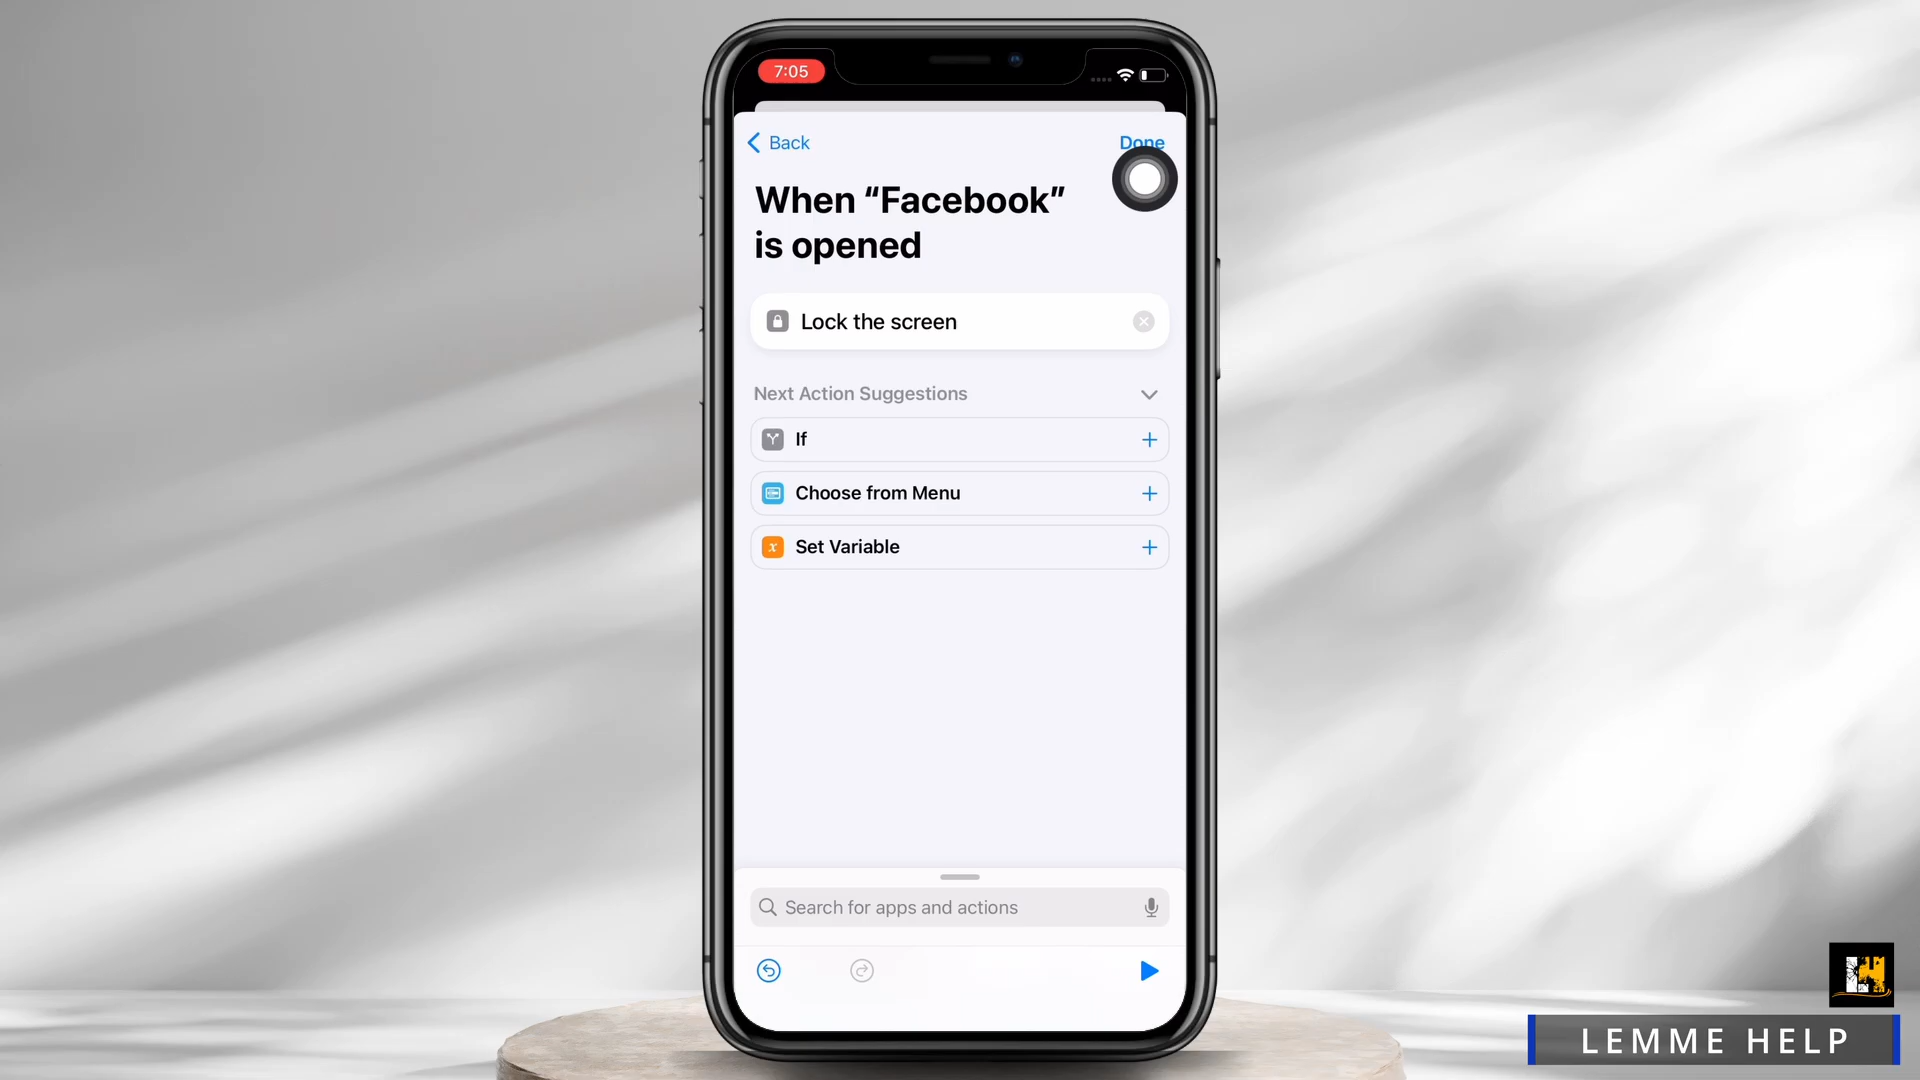 7:05
Back
Done
When “Facebook”
is opened
Lock the screen
Next Action Suggestions
If
Choose from Menu
Set Variable
Search for apps and actions
LEMME HELP